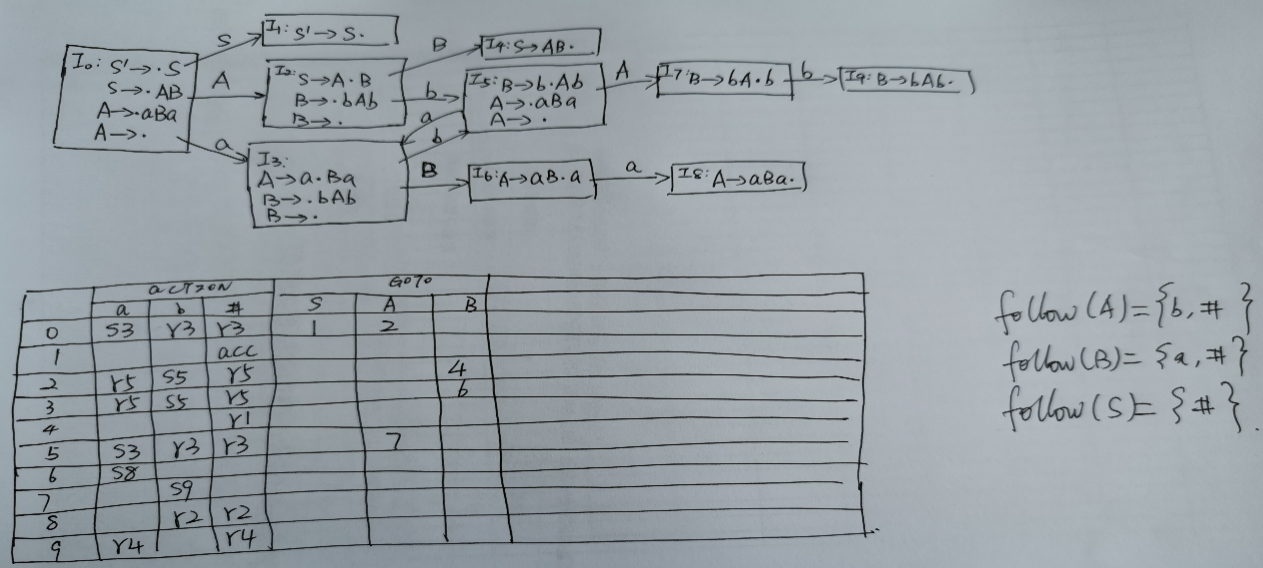 I0: S'→·S
S→·AB
A→·aBa
A→·
S
I1: S'→S·
A
I2: S→A·B
B→·bAb
B→·
B
I4: S→AB·
b
I5: B→b·Ab
A→·aBa
A→·
A
I7: B→bA·b
b
I9: B→bAb·
a
I3:
A→a·Ba
B→·bAb
B→·
a
b
B
I6: A→aB·a
a
I8: A→aBa·
ACTION GOTO
a b # S A B
0 S3 r3 r3 1 2
1 acc
2 r5 S5 r5 4
3 r5 S5 r5 6
4 r1
5 S3 r3 r3 7
6 S8
7 S9
8 r2 r2
9 r4 r4
follow(A)={b,#}
follow(B)={a,#}
follow(S)={#}.